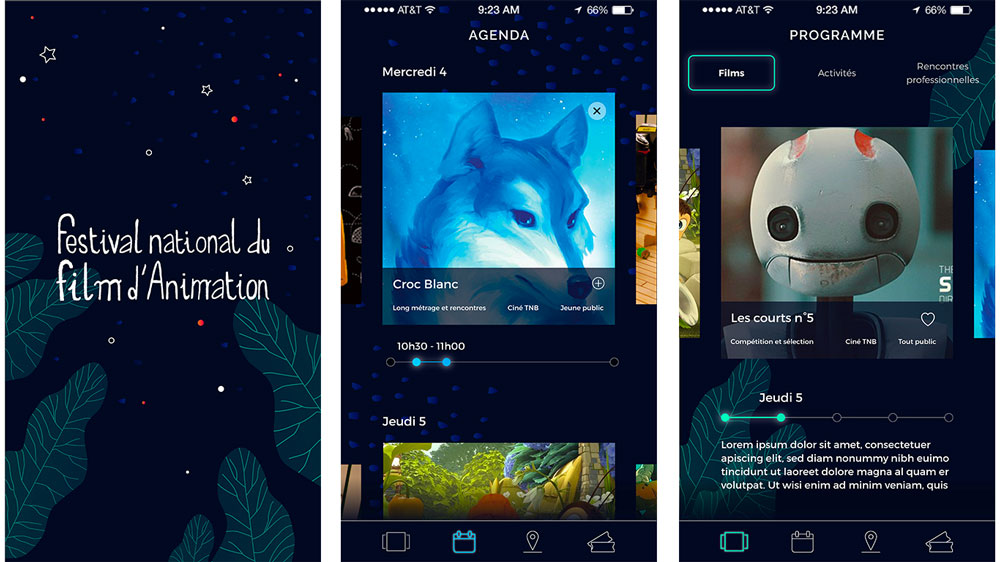 Festival national du
film d'Animation
AT&T 9:23 AM 66%
AGENDA
Mercredi 4
Croc Blanc
Long métrage et rencontres Ciné TNB Jeune public
10h30 - 11h00
Jeudi 5
AT&T 9:23 AM 66%
PROGRAMME
Films Activités Rencontres
professionnelles
THE
S
DIR
Les courts n°5
Compétition et sélection Ciné TNB Tout public
Jeudi 5
Lorem ipsum dolor sit amet, consectetuer
apiscing elit, sed diam nonummy nibh euimo
tincidunt ut laoreet dolore magna al quam er
volutpat. Ut wisi enim ad minim veniam, quis